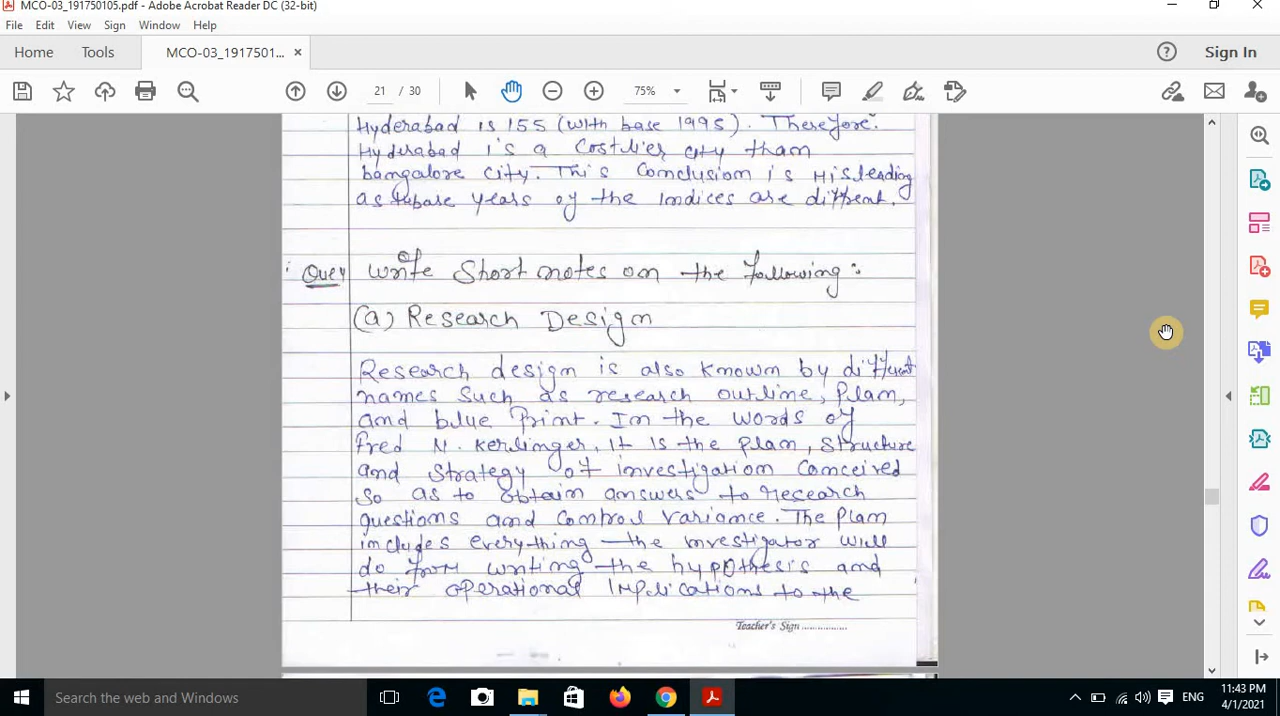 MCO-03_191750105.pdf - Adobe Acrobat Reader DC (32-bit)
File Edit View Sign Window Help
Home Tools MCO-03_1917501... × Sign In
21 / 30 75%
Hyderabad is 155 (with base 1995). Therefore
Hyderabad is a Costlier city than
bangalore city. This Conclusion is Misleading
as base years of the indices are different.
Que4 Write Short notes on the following:
(a) Research Design
Research design is also known by different
names such as research outline, Plan,
and blue Print. In the words of
Fred N. Kerlinger, it is the plan, Structure
and strategy of investigation Conceived
so as to obtain answers to research
questions and control variance. The Plan
includes everything the investigator will
do from writing the hypothesis and
their operational Implications to the
Teacher's Sign ...............
Search the web and Windows
ENG
11:43 PM
4/1/2021